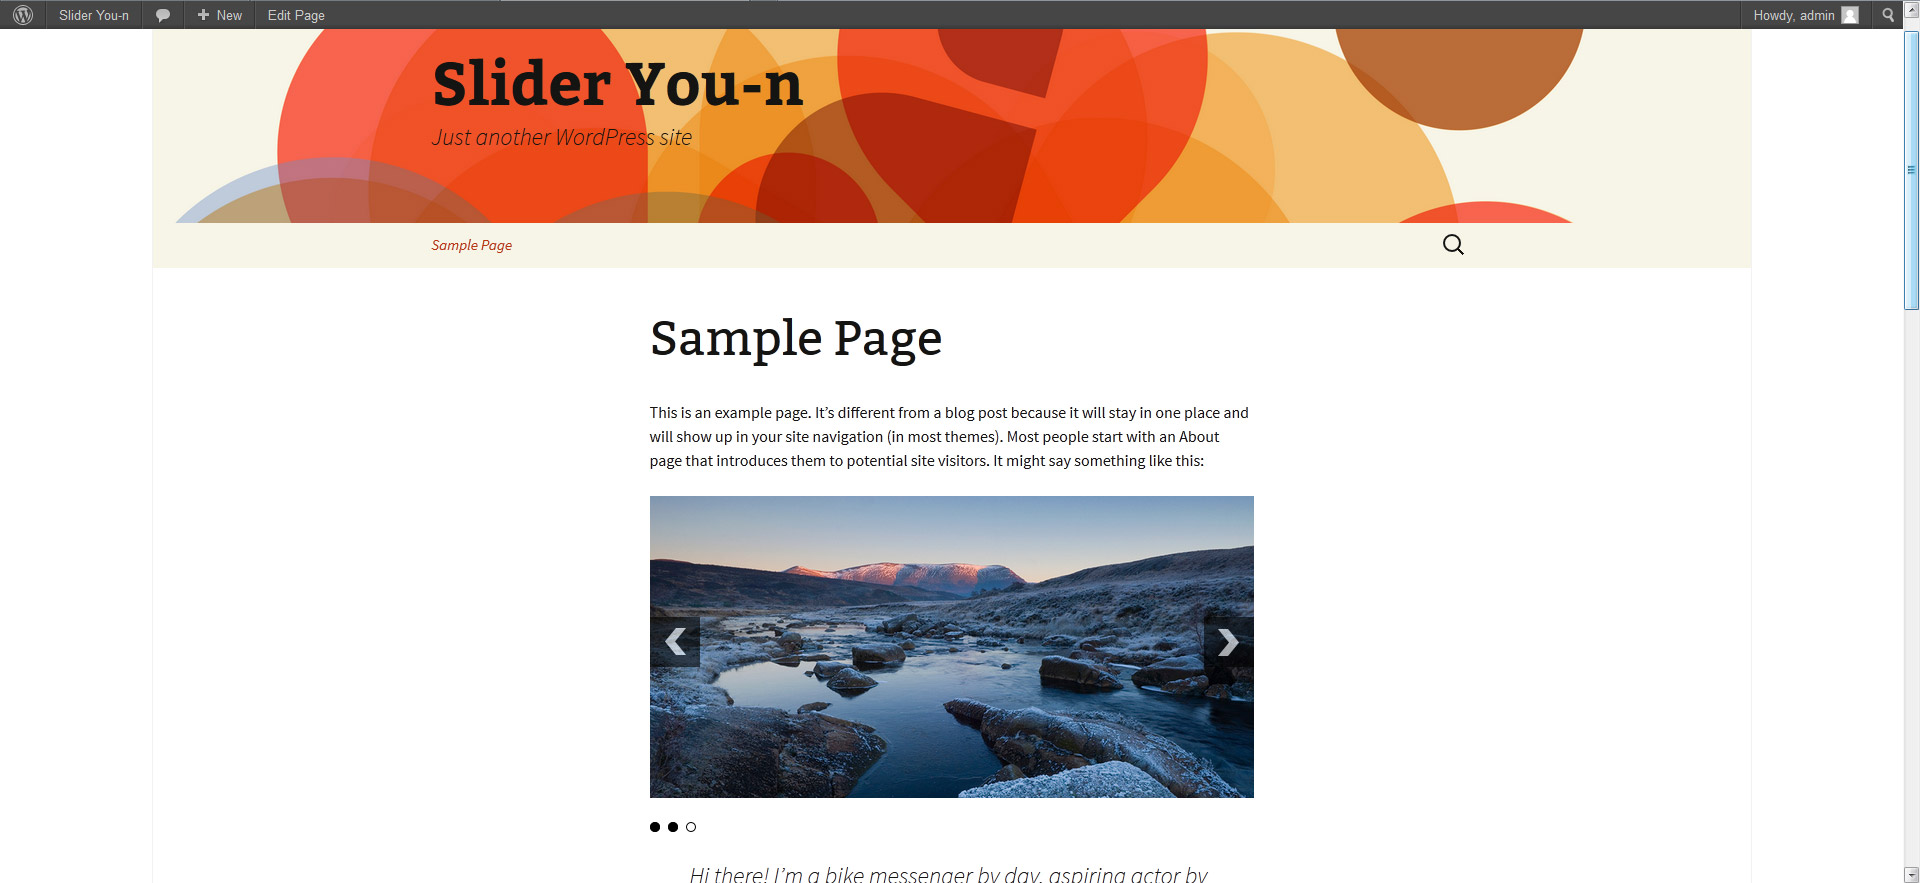 Slider You-n
New
Edit Page
Howdy, admin
Slider You-n
Just another WordPress site
Sample Page
Sample Page
This is an example page. It’s different from a blog post because it will stay in one place and
will show up in your site navigation (in most themes). Most people start with an About
page that introduces them to potential site visitors. It might say something like this:
Hi there! I’m a bike messenger by day, aspiring actor by